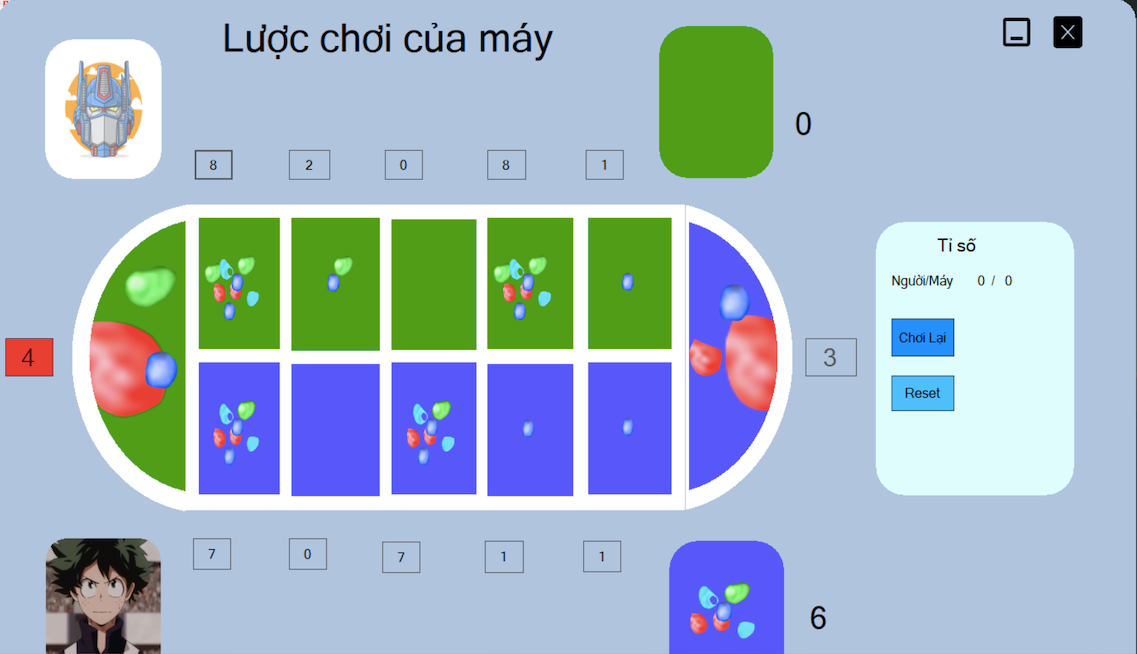 Lược chơi của máy
0
8 2 0 8 1
Tỉ số
Người/Máy 0 / 0
4
3
Chơi Lại
Reset
7 0 7 1 1
6